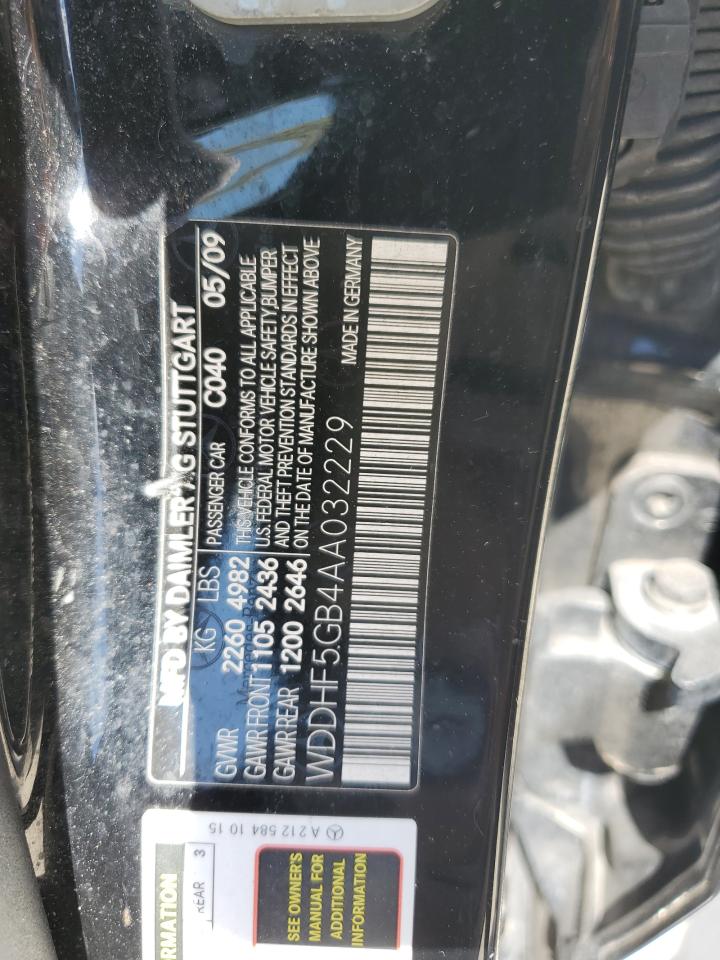 MFD BY DAIMLER AG STUTTGART
KG LBS PASSENGER CAR C040 05/09
GVWR 2260 4982
GAWR FRONT 1105 2436
GAWR REAR 1200 2646
THIS VEHICLE CONFORMS TO ALL APPLICABLE
U.S. FEDERAL MOTOR VEHICLE SAFETY, BUMPER
AND THEFT PREVENTION STANDARDS IN EFFECT
ON THE DATE OF MANUFACTURE SHOWN ABOVE
WDDHF5GB4AA032229
MADE IN GERMANY
RMATION
REAR 3
A 212 584 10 15
SEE OWNER'S
MANUAL FOR
ADDITIONAL
INFORMATION